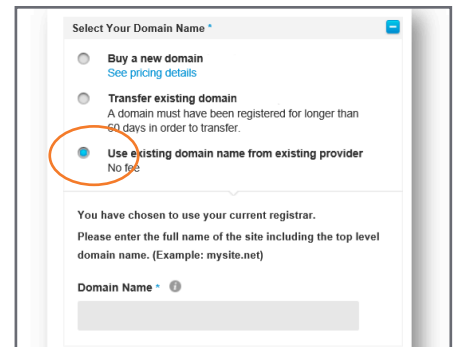 Select Your Domain Name *
Buy a new domain
See pricing details
Transfer existing domain
A domain must have been registered for longer than
60 days in order to transfer.
Use existing domain name from existing provider
No fee
You have chosen to use your current registrar.
Please enter the full name of the site including the top level
domain name. (Example: mysite.net)
Domain Name *